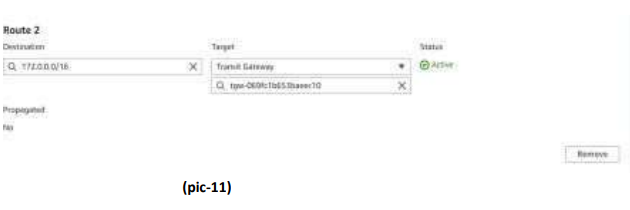 Route 2
Destination Target Status
172.0.0.0/16 Transit Gateway Active
Propagated
No
Remove
(pic-11)